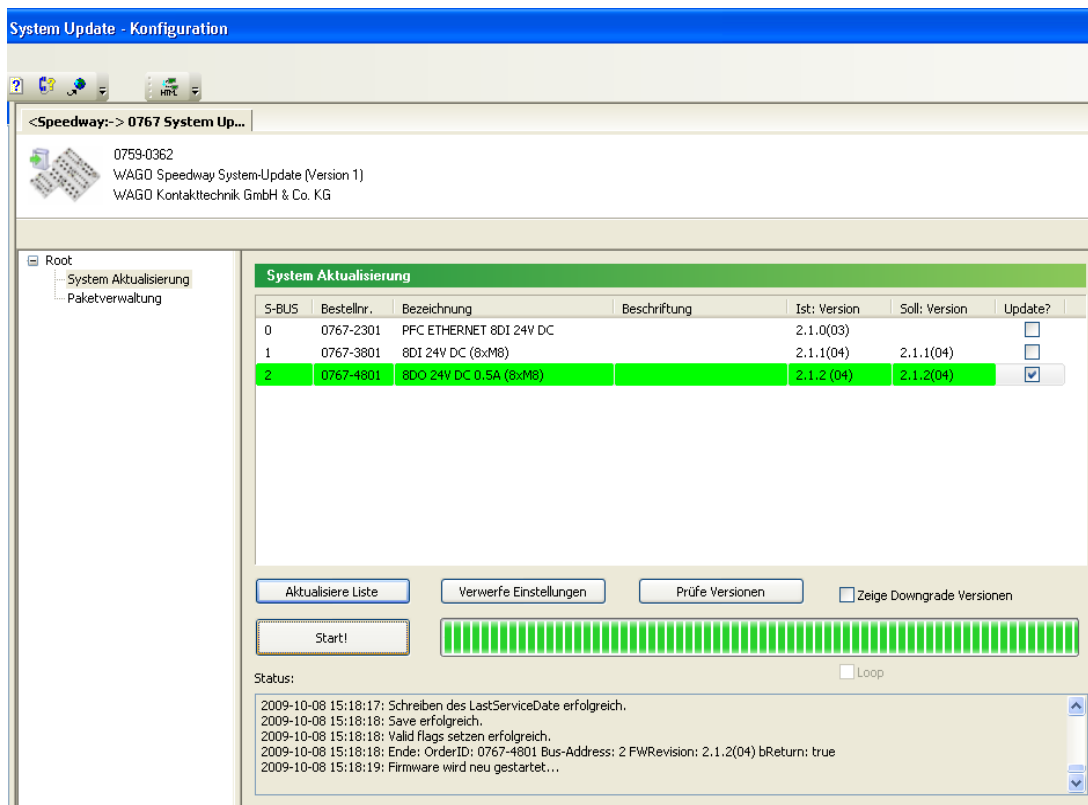 System Update - Konfiguration
HTML
<Speedway:-> 0767 System Up...
0759-0362
WAGO Speedway System-Update (Version 1)
WAGO Kontakttechnik GmbH & Co. KG
Root
System Aktualisierung
Paketverwaltung
System Aktualisierung
S-BUS Bestellnr. Bezeichnung Beschriftung Ist: Version Soll: Version Update?
0 0767-2301 PFC ETHERNET 8DI 24V DC 2.1.0(03)
1 0767-3801 8DI 24V DC (8xM8) 2.1.1(04) 2.1.1(04)
2 0767-4801 8DO 24V DC 0.5A (8xM8) 2.1.2 (04) 2.1.2(04)
Aktualisiere Liste Verwerfe Einstellungen Prüfe Versionen Zeige Downgrade Versionen
Start!
Loop
Status:
2009-10-08 15:18:17: Schreiben des LastServiceDate erfolgreich.
2009-10-08 15:18:18: Save erfolgreich.
2009-10-08 15:18:18: Valid flags setzen erfolgreich.
2009-10-08 15:18:18: Ende: OrderID: 0767-4801 Bus-Address: 2 FWRevision: 2.1.2(04) bReturn: true
2009-10-08 15:18:19: Firmware wird neu gestartet...